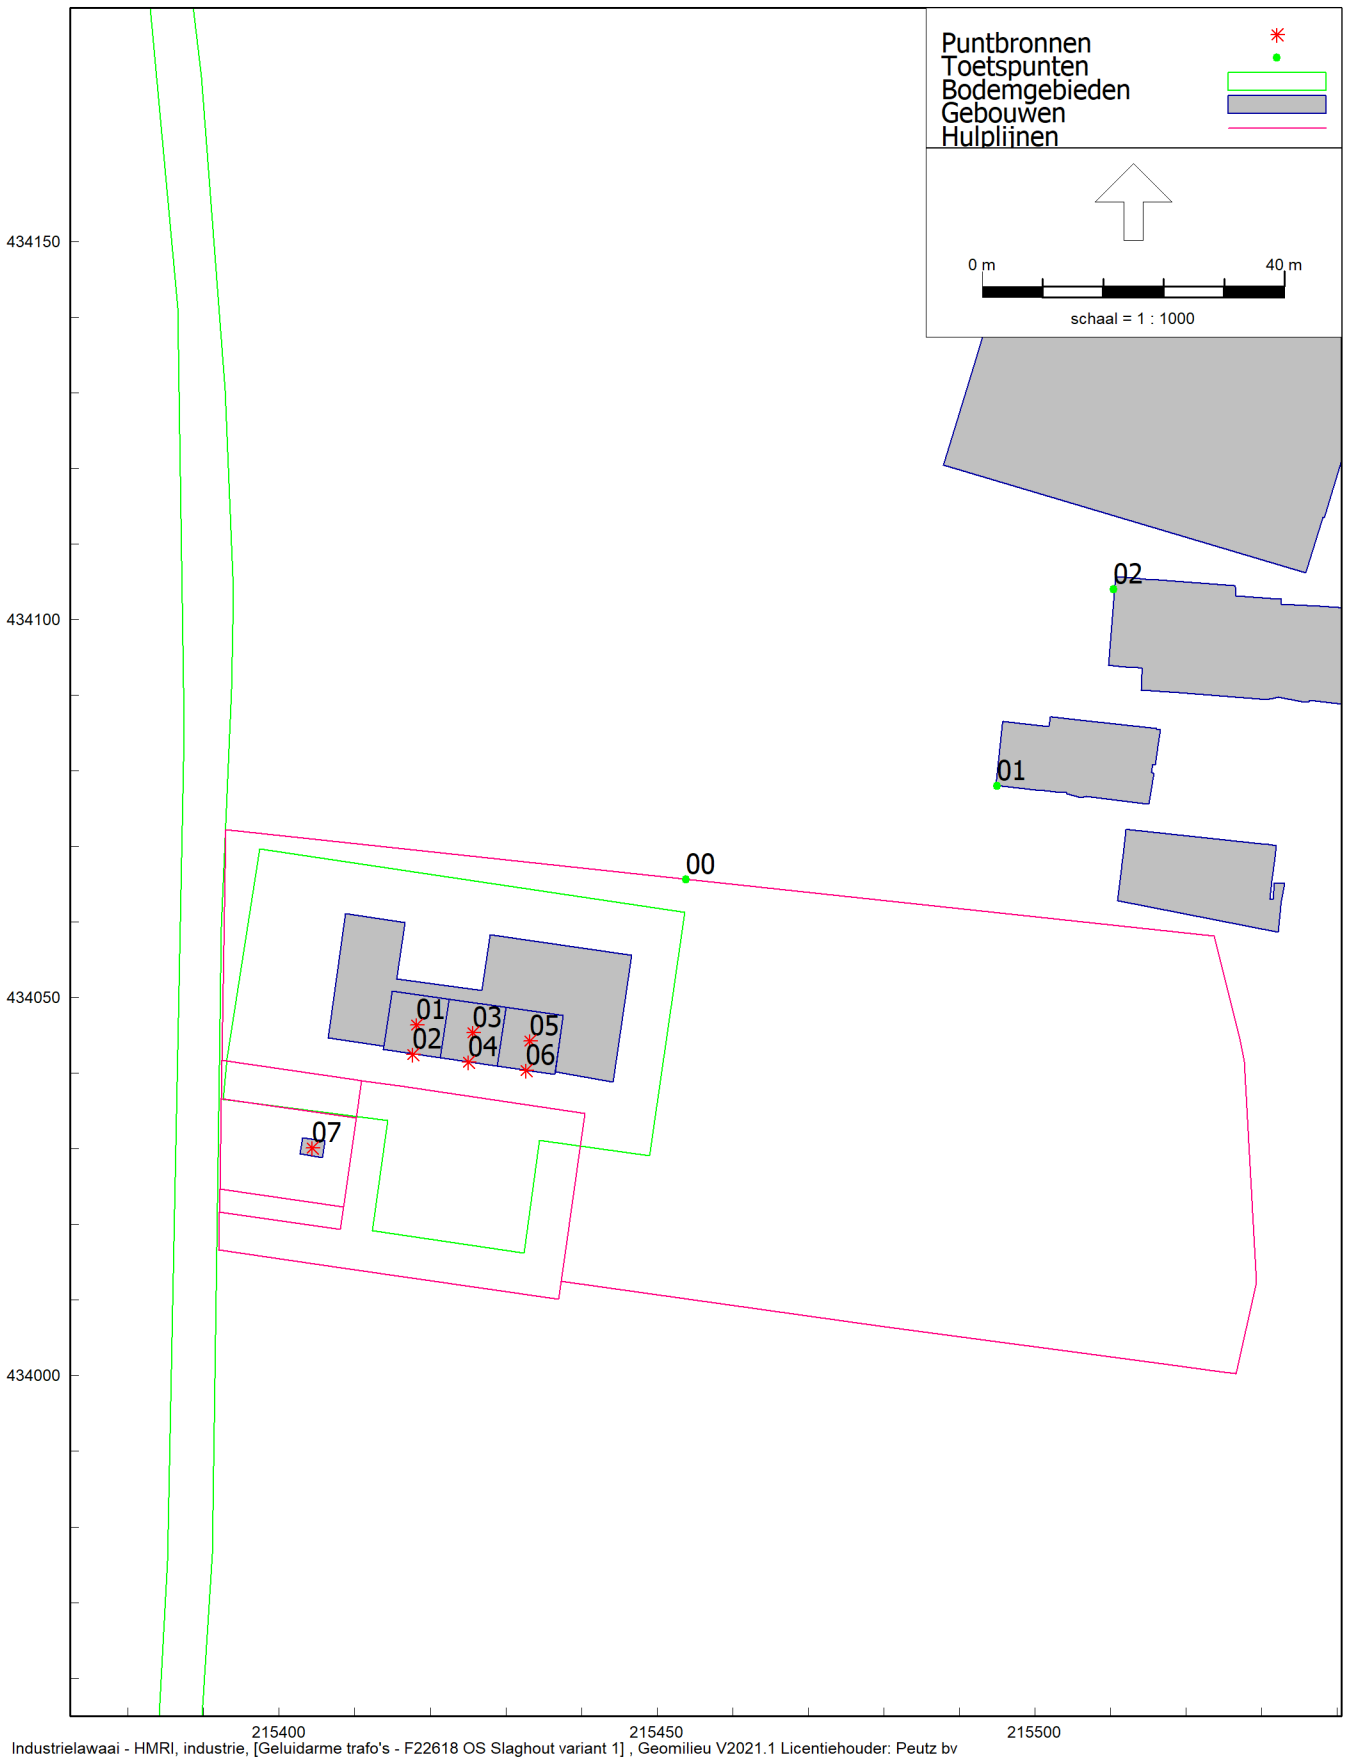 Puntbronnen
Toetspunten
Bodemgebieden
Gebouwen
Hulplijnen
0 m 40 m
schaal = 1 : 1000
434150
02
434100
01
00
434050
01 03 05
02 04 06
07
434000
215400 215450 215500
Industrielawaai - HMRI, industrie, [Geluidarme trafo's - F22618 OS Slaghout variant 1] , Geomilieu V2021.1 Licentiehouder: Peutz bv